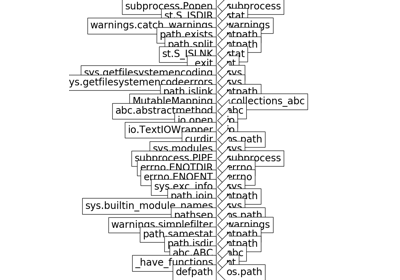 subprocess.Popen subprocess
st.S_ISDIR stat
warnings.catch_warnings warnings
path.exists ntpath
path.split ntpath
st.S_ISLNK stat
exit nt
sys.getfilesystemencoding sys
ys.getfilesystemencodeerrors sys
path.islink ntpath
MutableMapping _collections_abc
abc.abstractmethod abc
io.open io
io.TextIOWrapper io
curdir os.path
sys.modules sys
subprocess.PIPE subprocess
errno.ENOTDIR errno
errno.ENOENT errno
sys.exc_info sys
path.join ntpath
sys.builtin_module_names sys
pathsep os.path
warnings.simplefilter warnings
path.samestat ntpath
path.isdir ntpath
abc.ABC abc
_have_functions nt
defpath os.path